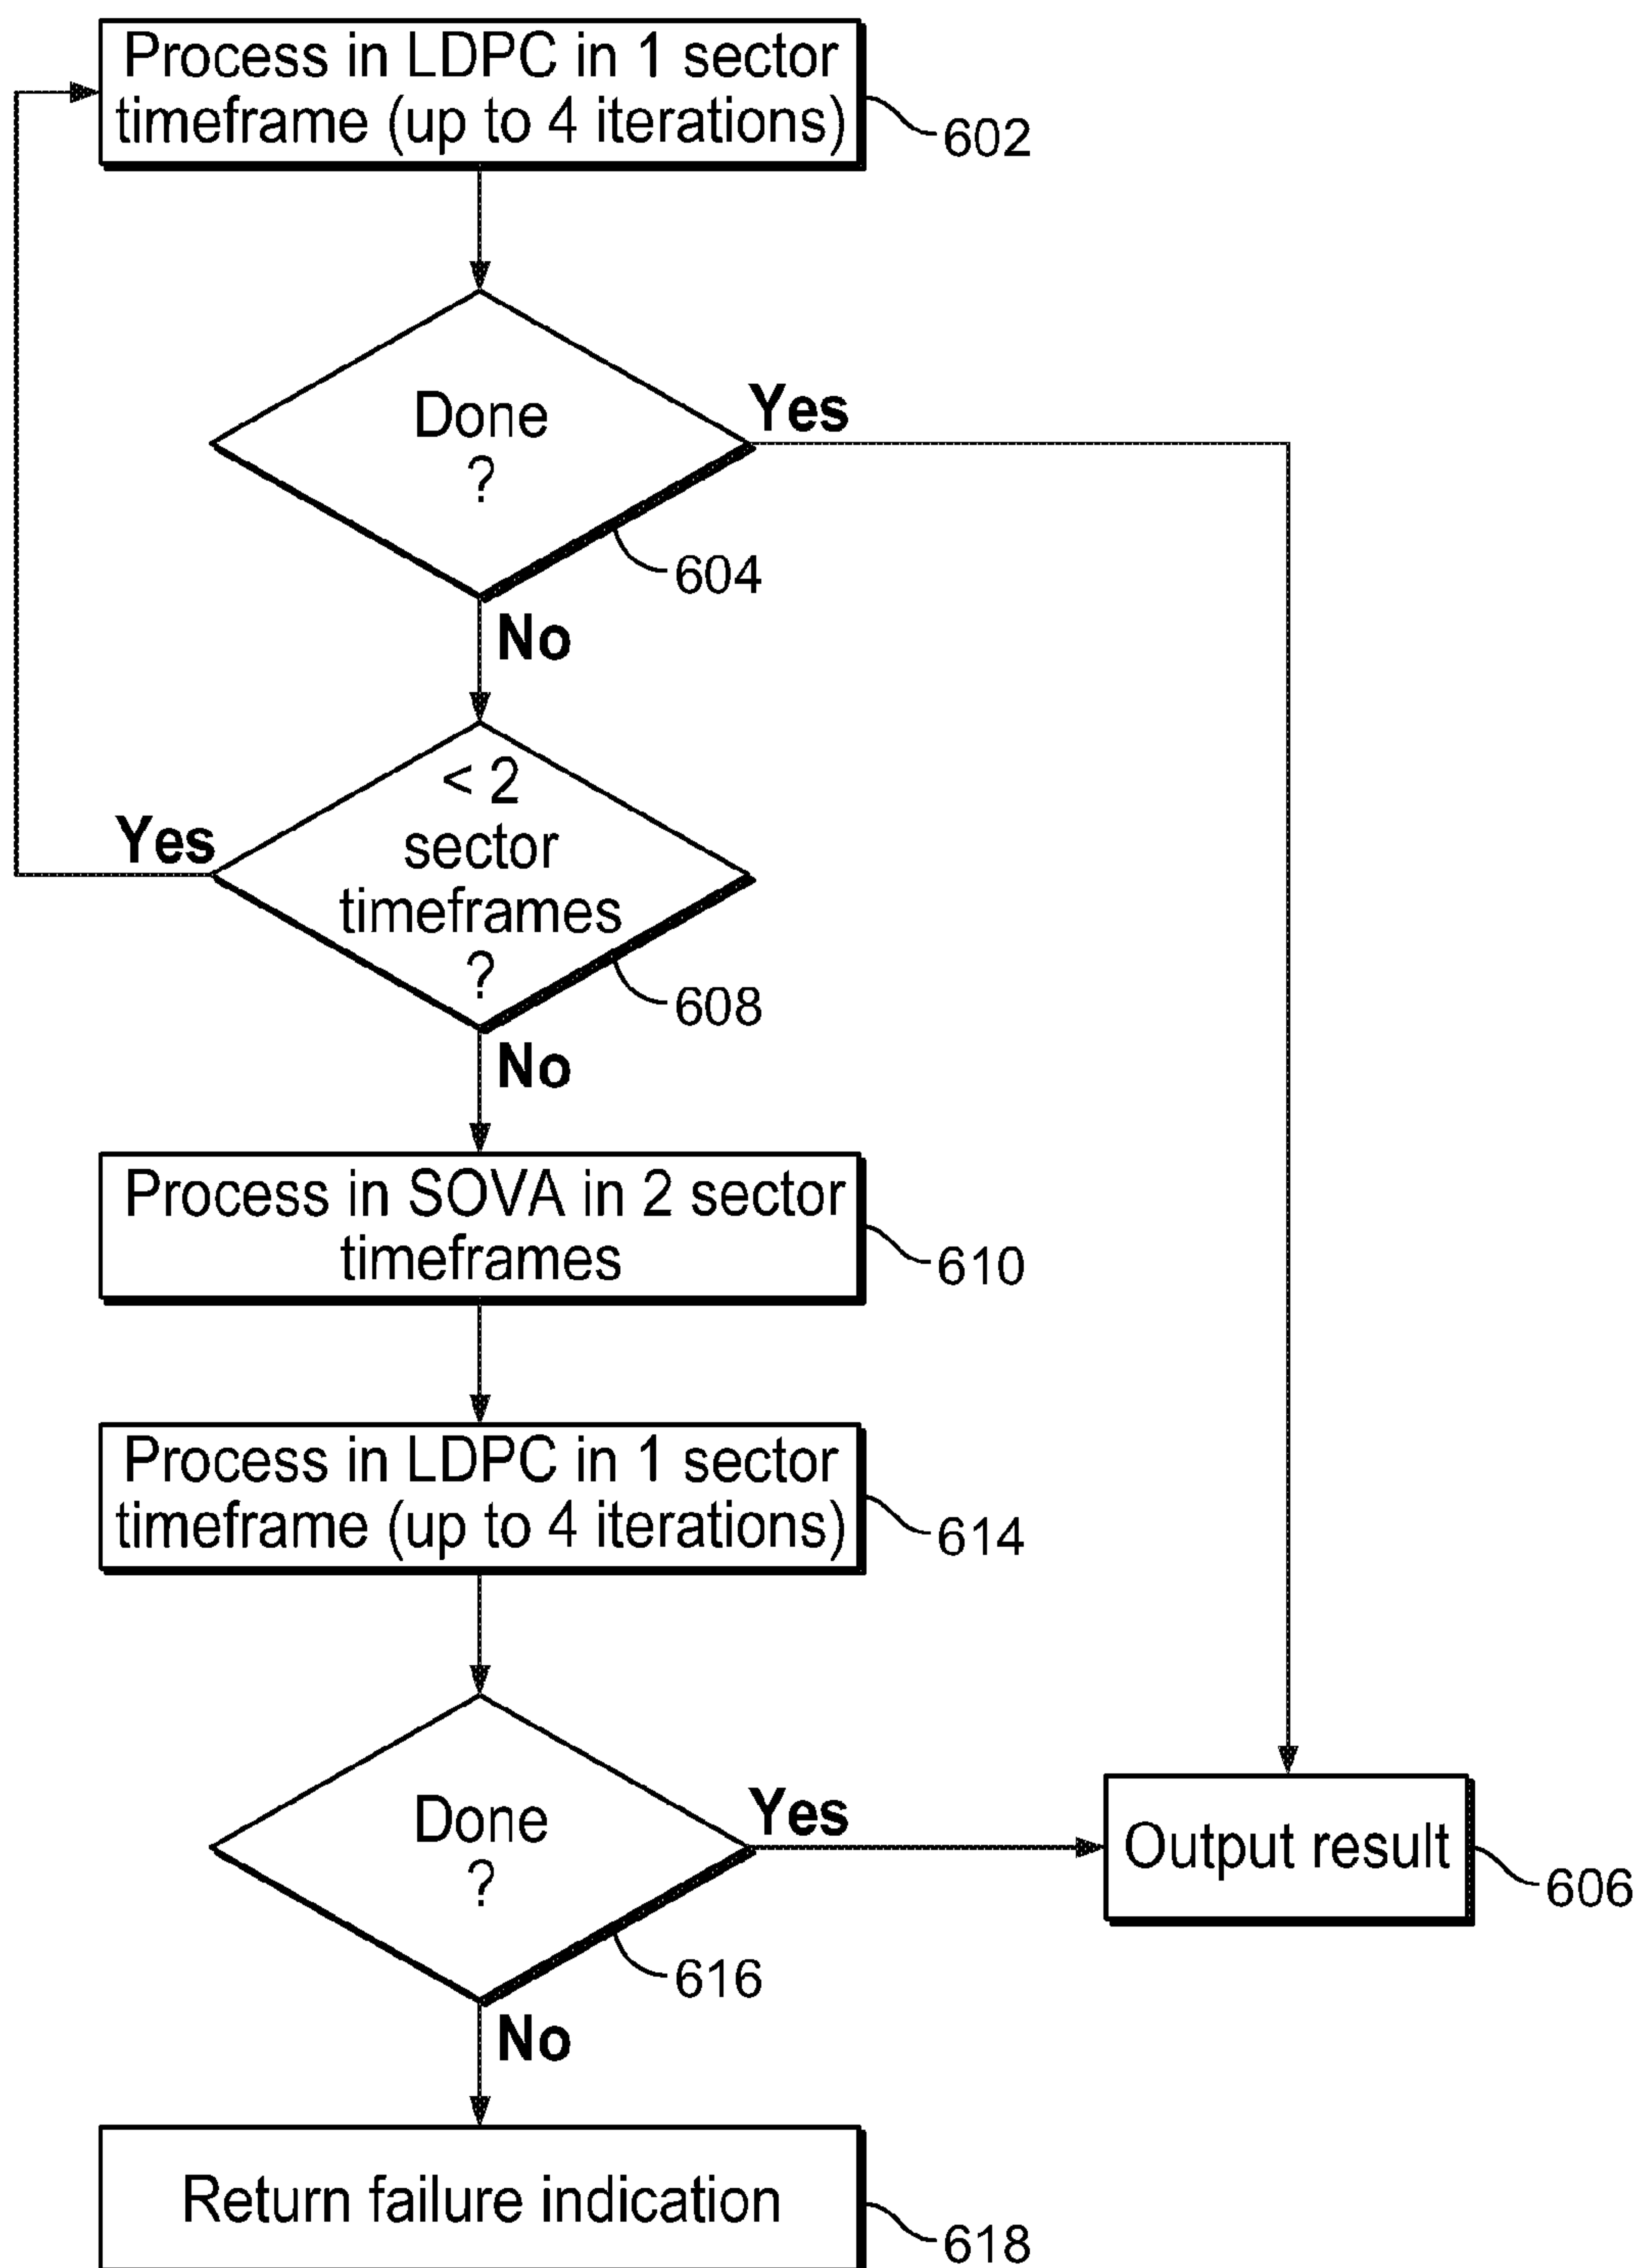 Process in LDPC in 1 sector
timeframe (up to 4 iterations)
602
Done
?
Yes
604
No
< 2
sector
timeframes
?
Yes
608
No
Process in SOVA in 2 sector
timeframes
610
Process in LDPC in 1 sector
timeframe (up to 4 iterations)
614
Done
?
Yes
616
Output result
606
No
Return failure indication
618